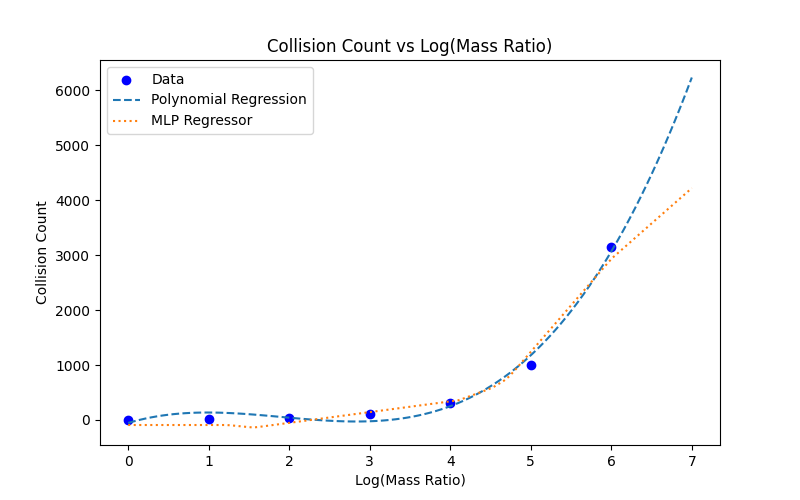 Collision Count vs Log(Mass Ratio)
Data
Polynomial Regression
MLP Regressor
6000
5000
4000
3000
2000
1000
0
Collision Count
0 1 2 3 4 5 6 7
Log(Mass Ratio)